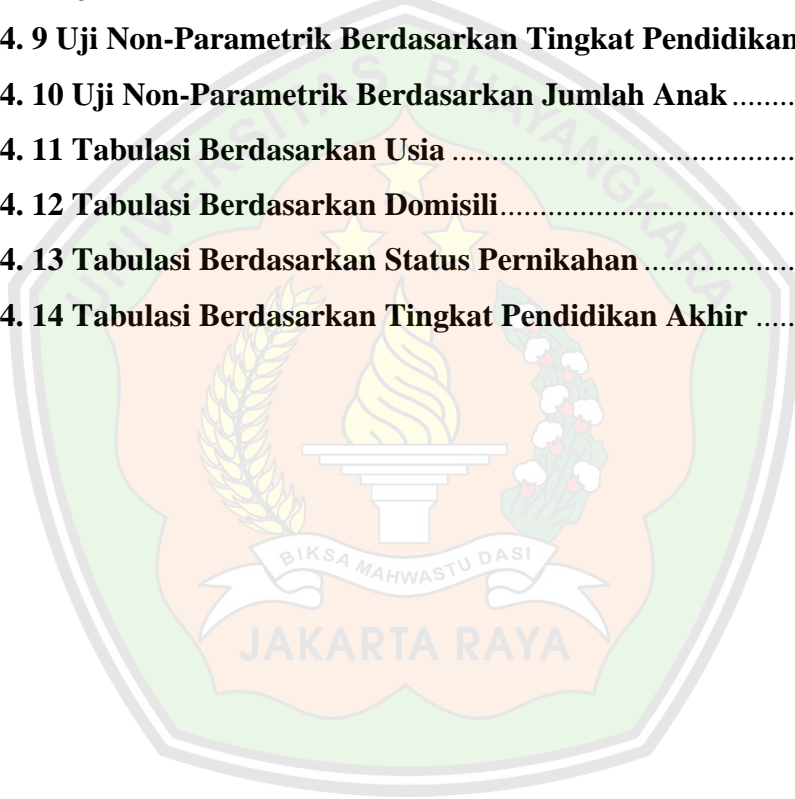 4. 9 Uji Non-Parametrik Berdasarkan Tingkat Pendidikan
4. 10 Uji Non-Parametrik Berdasarkan Jumlah Anak ........
4. 11 Tabulasi Berdasarkan Usia ..........................................
4. 12 Tabulasi Berdasarkan Domisili....................................
4. 13 Tabulasi Berdasarkan Status Pernikahan ...................
4. 14 Tabulasi Berdasarkan Tingkat Pendidikan Akhir .....
UNIVERSITAS BHAYANGKARA
BIKSA MAHWASTU DASI
JAKARTA RAYA